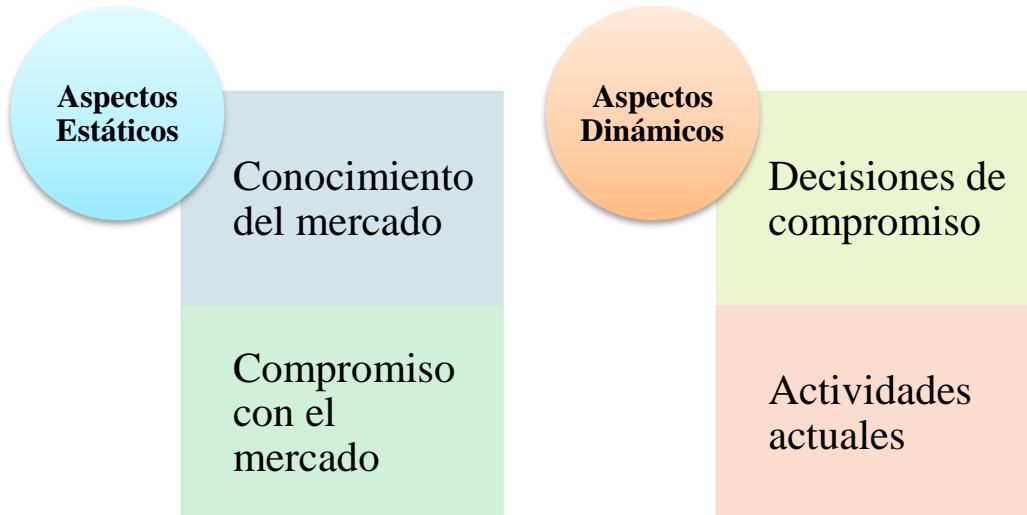 Aspectos
Estáticos
Conocimiento
del mercado
Compromiso
con el
mercado
Aspectos
Dinámicos
Decisiones de
compromiso
Actividades
actuales